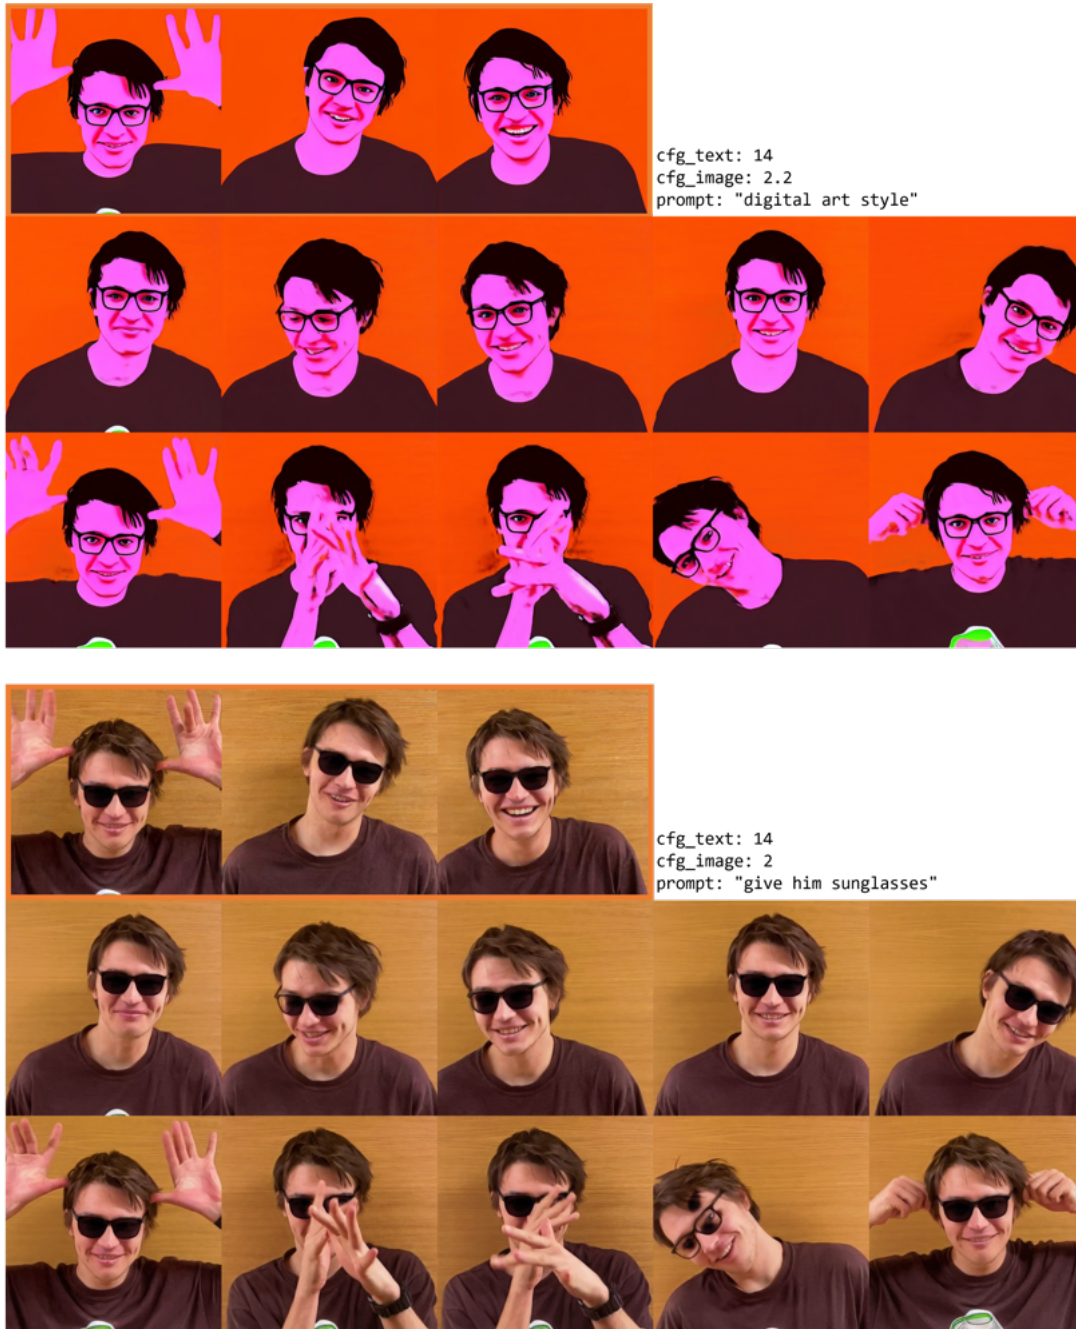 cfg_text: 14
cfg_image: 2.2
prompt: "digital art style"
cfg_text: 14
cfg_image: 2
prompt: "give him sunglasses"